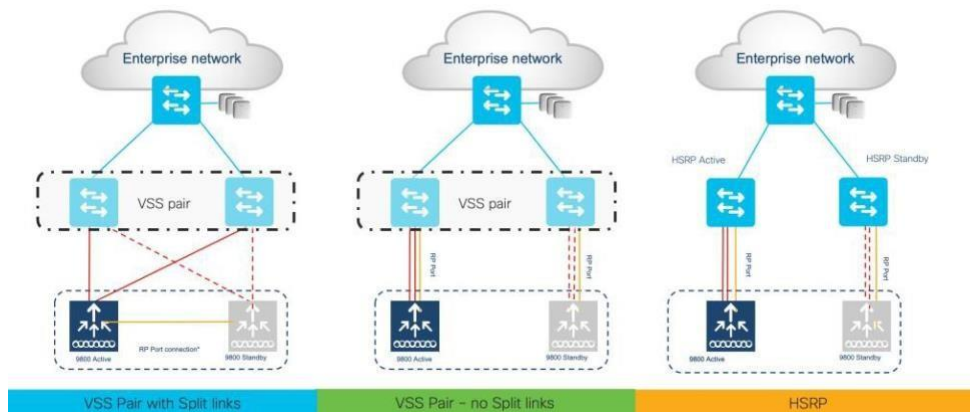 Enterprise network
VSS pair
RP Port connection*
9800 Active
9800 Standby
VSS Pair with Split links
Enterprise network
VSS pair
RP Port
RP Port
9800 Active
9800 Standby
VSS Pair – no Split links
Enterprise network
HSRP Active
HSRP Standby
RP Port
RP Port
9800 Active
9800 Standby
HSRP